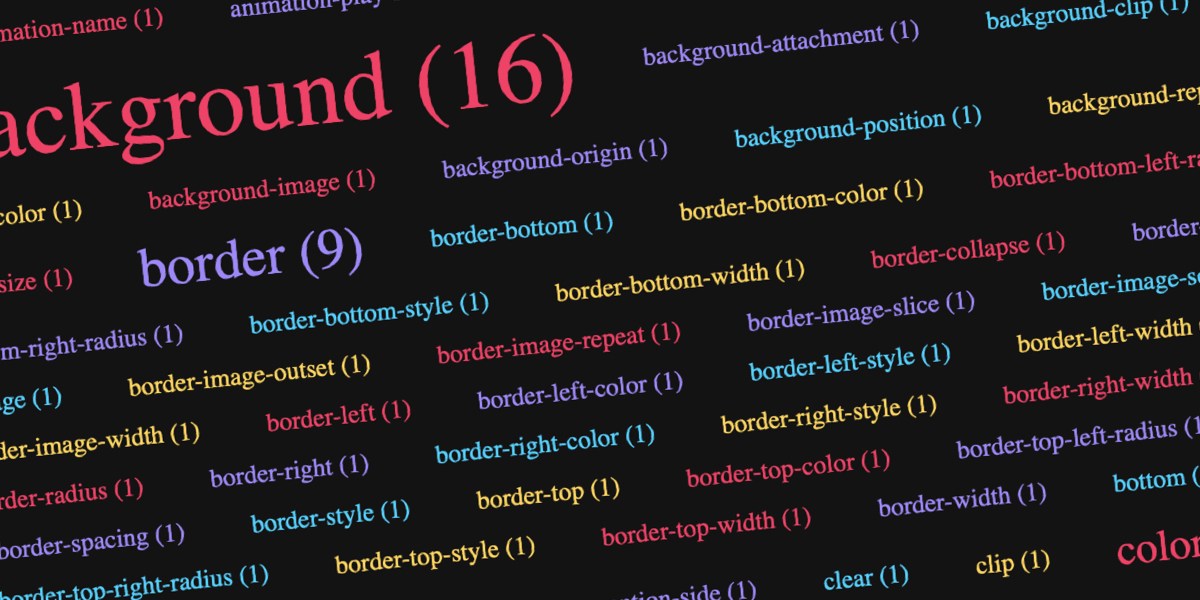 mation-name (1) animation-play-
ackground (16) background-attachment (1) background-clip (1)
color (1) background-image (1) background-origin (1) background-position (1) background-rep
size (1) border (9) border-bottom (1) border-bottom-color (1) border-bottom-left-ra
m-right-radius (1) border-bottom-style (1) border-bottom-width (1) border-collapse (1) border-
ge (1) border-image-outset (1) border-image-repeat (1) border-image-slice (1) border-image-so
der-image-width (1) border-left (1) border-left-color (1) border-left-style (1) border-left-width
rder-radius (1) border-right (1) border-right-color (1) border-right-style (1) border-right-width
border-spacing (1) border-style (1) border-top (1) border-top-color (1) border-top-left-radius (1
border-top-right-radius (1) border-top-style (1) border-top-width (1) border-width (1) bottom (
tion-side (1) clear (1) clip (1) color